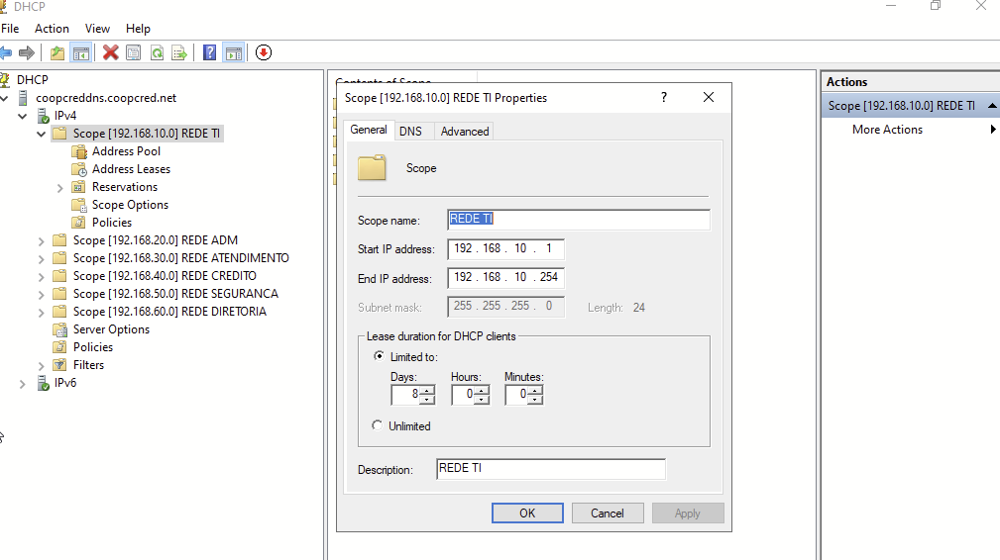 DHCP
File Action View Help
DHCP
coopcreddns.coopcred.net
IPv4
Scope [192.168.10.0] REDE TI
Address Pool
Address Leases
Reservations
Scope Options
Policies
Scope [192.168.20.0] REDE ADM
Scope [192.168.30.0] REDE ATENDIMENTO
Scope [192.168.40.0] REDE CREDITO
Scope [192.168.50.0] REDE SEGURANCA
Scope [192.168.60.0] REDE DIRETORIA
Server Options
Policies
Filters
IPv6
Contents of Scope
Scope [192.168.10.0] REDE TI Properties ?
General DNS Advanced
Scope
Scope name: REDE TI
Start IP address: 192 . 168 . 10 . 1
End IP address: 192 . 168 . 10 . 254
Subnet mask: 255 . 255 . 255 . 0 Length: 24
Lease duration for DHCP clients
Limited to:
Days: Hours: Minutes:
8 0 0
Unlimited
Description: REDE TI
OK Cancel Apply
Actions
Scope [192.168.10.0] REDE TI
More Actions